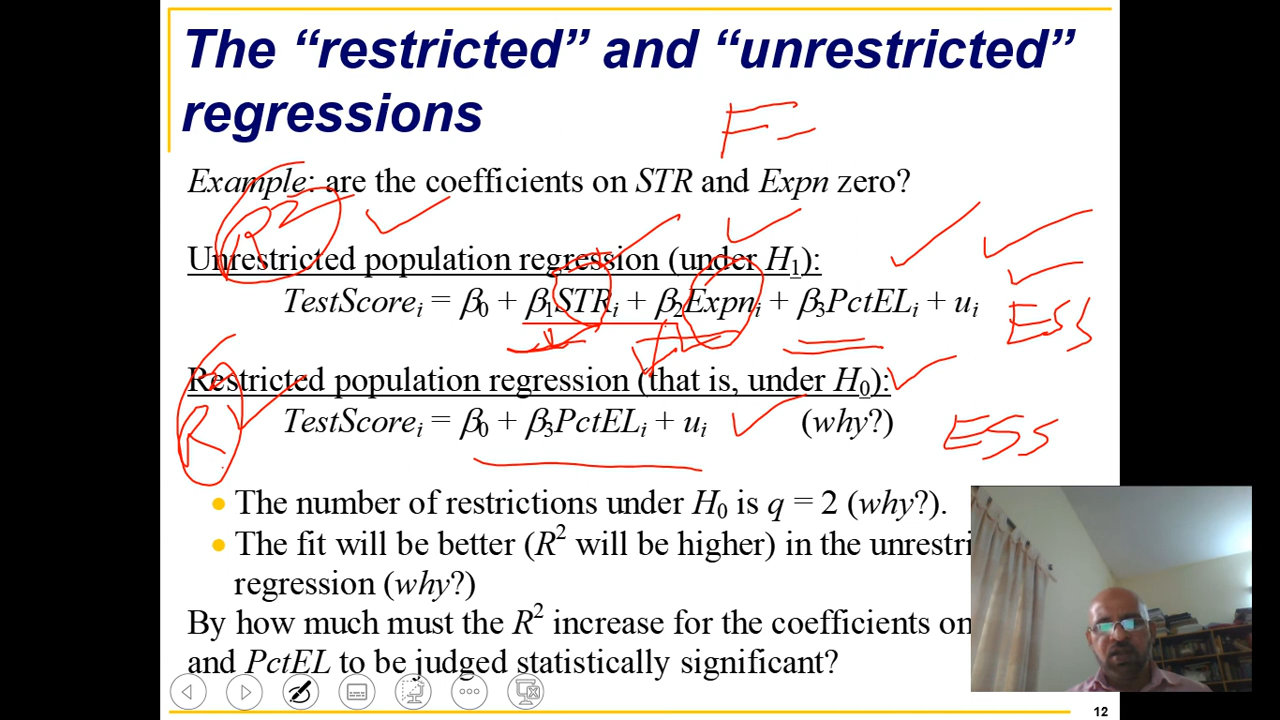 The “restricted” and “unrestricted”
regressions
F =
Example: are the coefficients on STR and Expn zero?
R²
Unrestricted population regression (under H₁):
TestScoreᵢ = β₀ + β₁STRᵢ + β₂Expnᵢ + β₃PctELᵢ + uᵢ
ESS
Restricted population regression (that is, under H₀):
TestScoreᵢ = β₀ + β₃PctELᵢ + uᵢ (why?)
R²
ESS
• The number of restrictions under H₀ is q = 2 (why?).
• The fit will be better (R² will be higher) in the
regression (why?)
By how much must the R² increase for the coefficients on
and PctEL to be judged statistically significant?
12